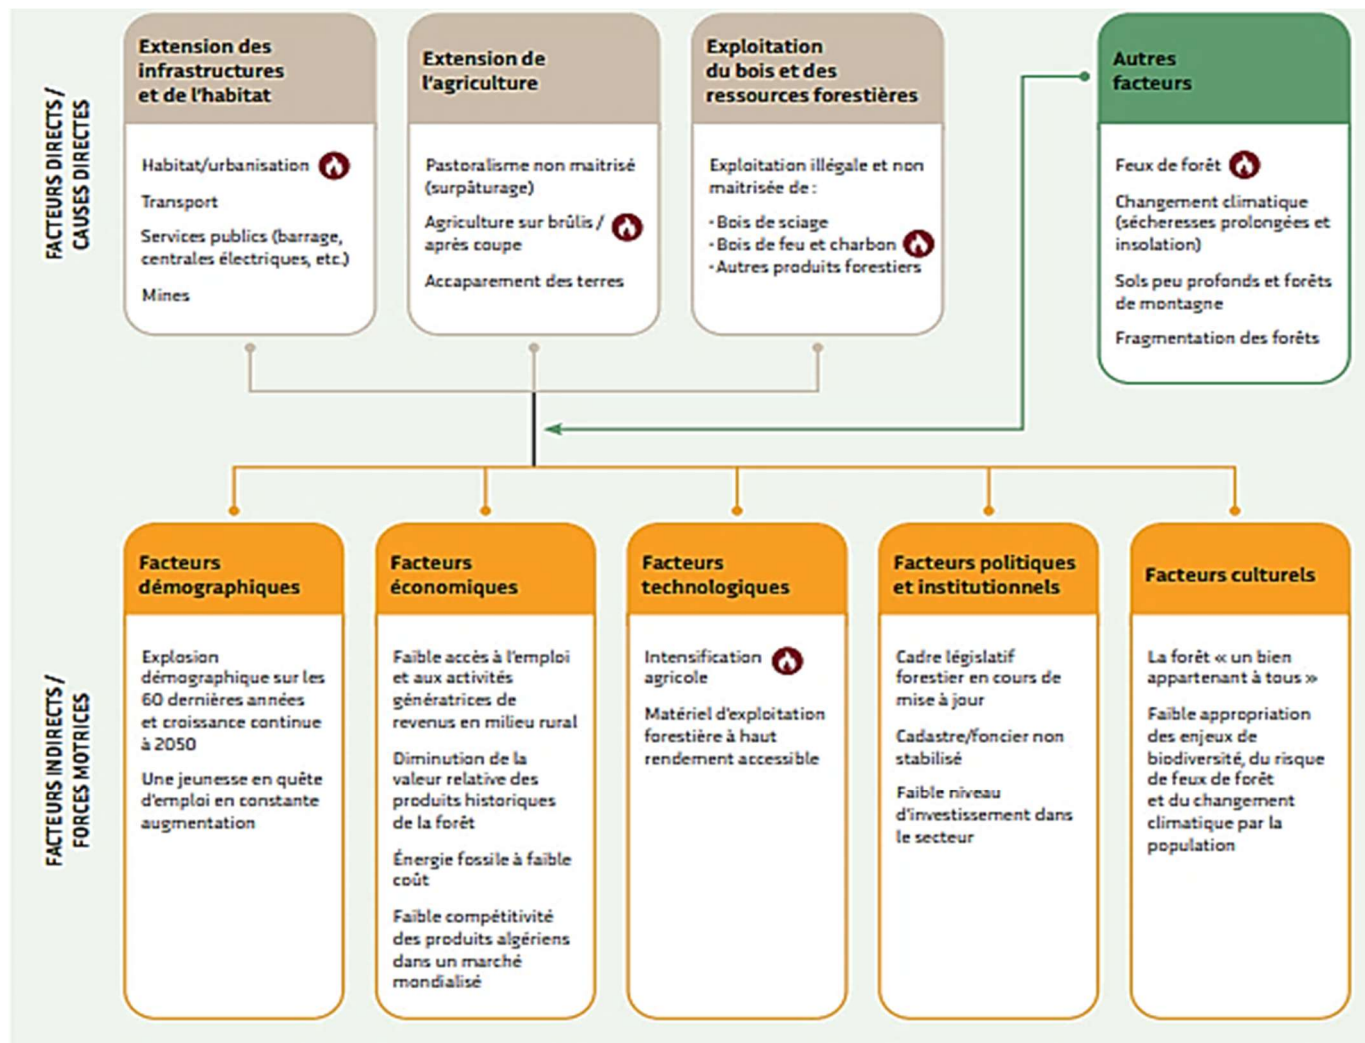 FACTEURS DIRECTS /
CAUSES DIRECTES
Extension des
infrastructures
et de l'habitat
Habitat/urbanisation
Transport
Services publics (barrage,
centrales électriques, etc.)
Mines
Extension de
l'agriculture
Pastoralisme non maitrisé
(surpâturage)
Agriculture sur brûlis /
après coupe
Accaparement des terres
Exploitation
du bois et des
ressources forestières
Exploitation illégale et non
maitrisée de :
- Bois de sciage
- Bois de feu et charbon
- Autres produits forestiers
Autres
facteurs
Feux de forêt
Changement climatique
(sécheresses prolongées et
insolation)
Sols peu profonds et forêts
de montagne
Fragmentation des forêts
FACTEURS INDIRECTS /
FORCES MOTRICES
Facteurs
démographiques
Explosion
démographique sur les
60 dernières années
et croissance continue
à 2050
Une jeunesse en quête
d'emploi en constante
augmentation
Facteurs
économiques
Faible accès à l'emploi
et aux activités
génératrices de
revenus en milieu rural
Diminution de la
valeur relative des
produits historiques
de la forêt
Énergie fossile à faible
coût
Faible compétitivité
des produits algériens
dans un marché
mondialisé
Facteurs
technologiques
Intensification
agricole
Matériel d'exploitation
forestière à haut
rendement accessible
Facteurs politiques
et institutionnels
Cadre législatif
forestier en cours de
mise à jour
Cadastre/foncier non
stabilisé
Faible niveau
d'investissement dans
le secteur
Facteurs culturels
La forêt « un bien
appartenant à tous »
Faible appropriation
des enjeux de
biodiversité, du risque
de feux de forêt
et du changement
climatique par la
population